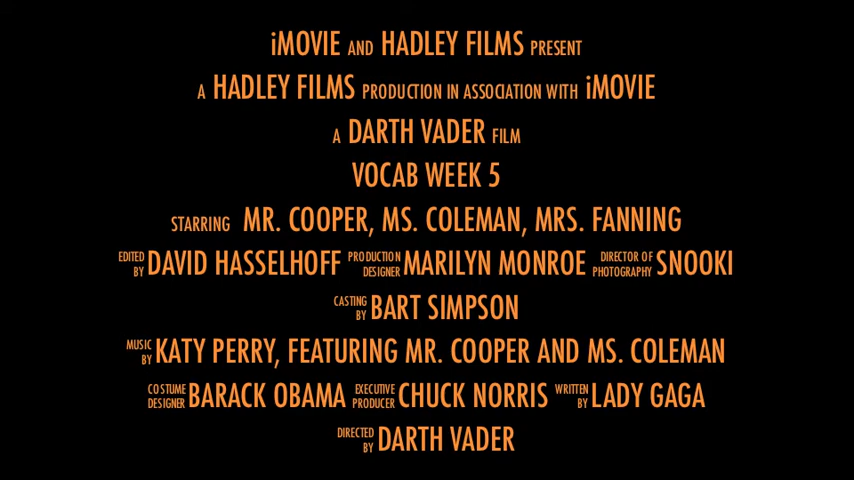 iMOVIE AND HADLEY FILMS PRESENT
A HADLEY FILMS PRODUCTION IN ASSOCIATION WITH iMOVIE
A DARTH VADER FILM
VOCAB WEEK 5
STARRING MR. COOPER, MS. COLEMAN, MRS. FANNING
EDITED BY DAVID HASSELHOFF PRODUCTION DESIGNER MARILYN MONROE DIRECTOR OF PHOTOGRAPHY SNOOKI
CASTING BY BART SIMPSON
MUSIC BY KATY PERRY, FEATURING MR. COOPER AND MS. COLEMAN
COSTUME DESIGNER BARACK OBAMA EXECUTIVE PRODUCER CHUCK NORRIS WRITTEN BY LADY GAGA
DIRECTED BY DARTH VADER